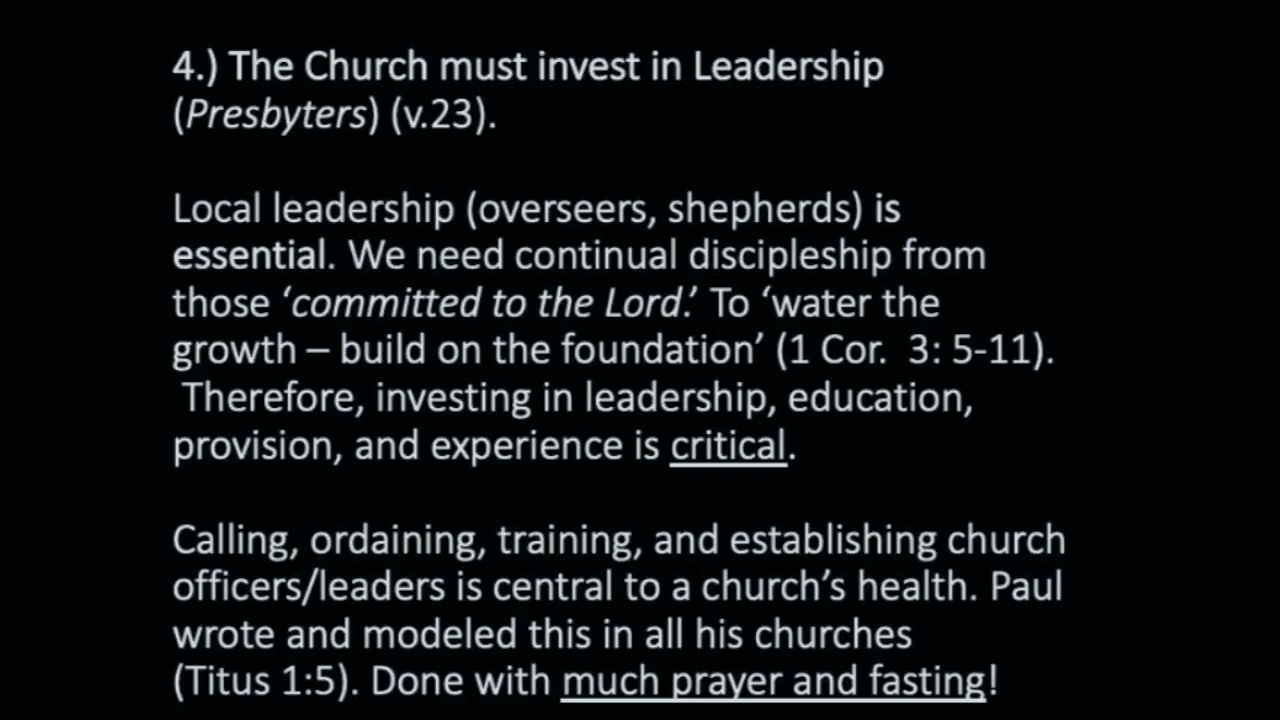 4.) The Church must invest in Leadership
(Presbyters) (v.23).
Local leadership (overseers, shepherds) is
essential. We need continual discipleship from
those ‘committed to the Lord.’ To ‘water the
growth – build on the foundation’ (1 Cor.  3: 5-11).
Therefore, investing in leadership, education,
provision, and experience is critical.
Calling, ordaining, training, and establishing church
officers/leaders is central to a church’s health. Paul
wrote and modeled this in all his churches
(Titus 1:5). Done with much prayer and fasting!